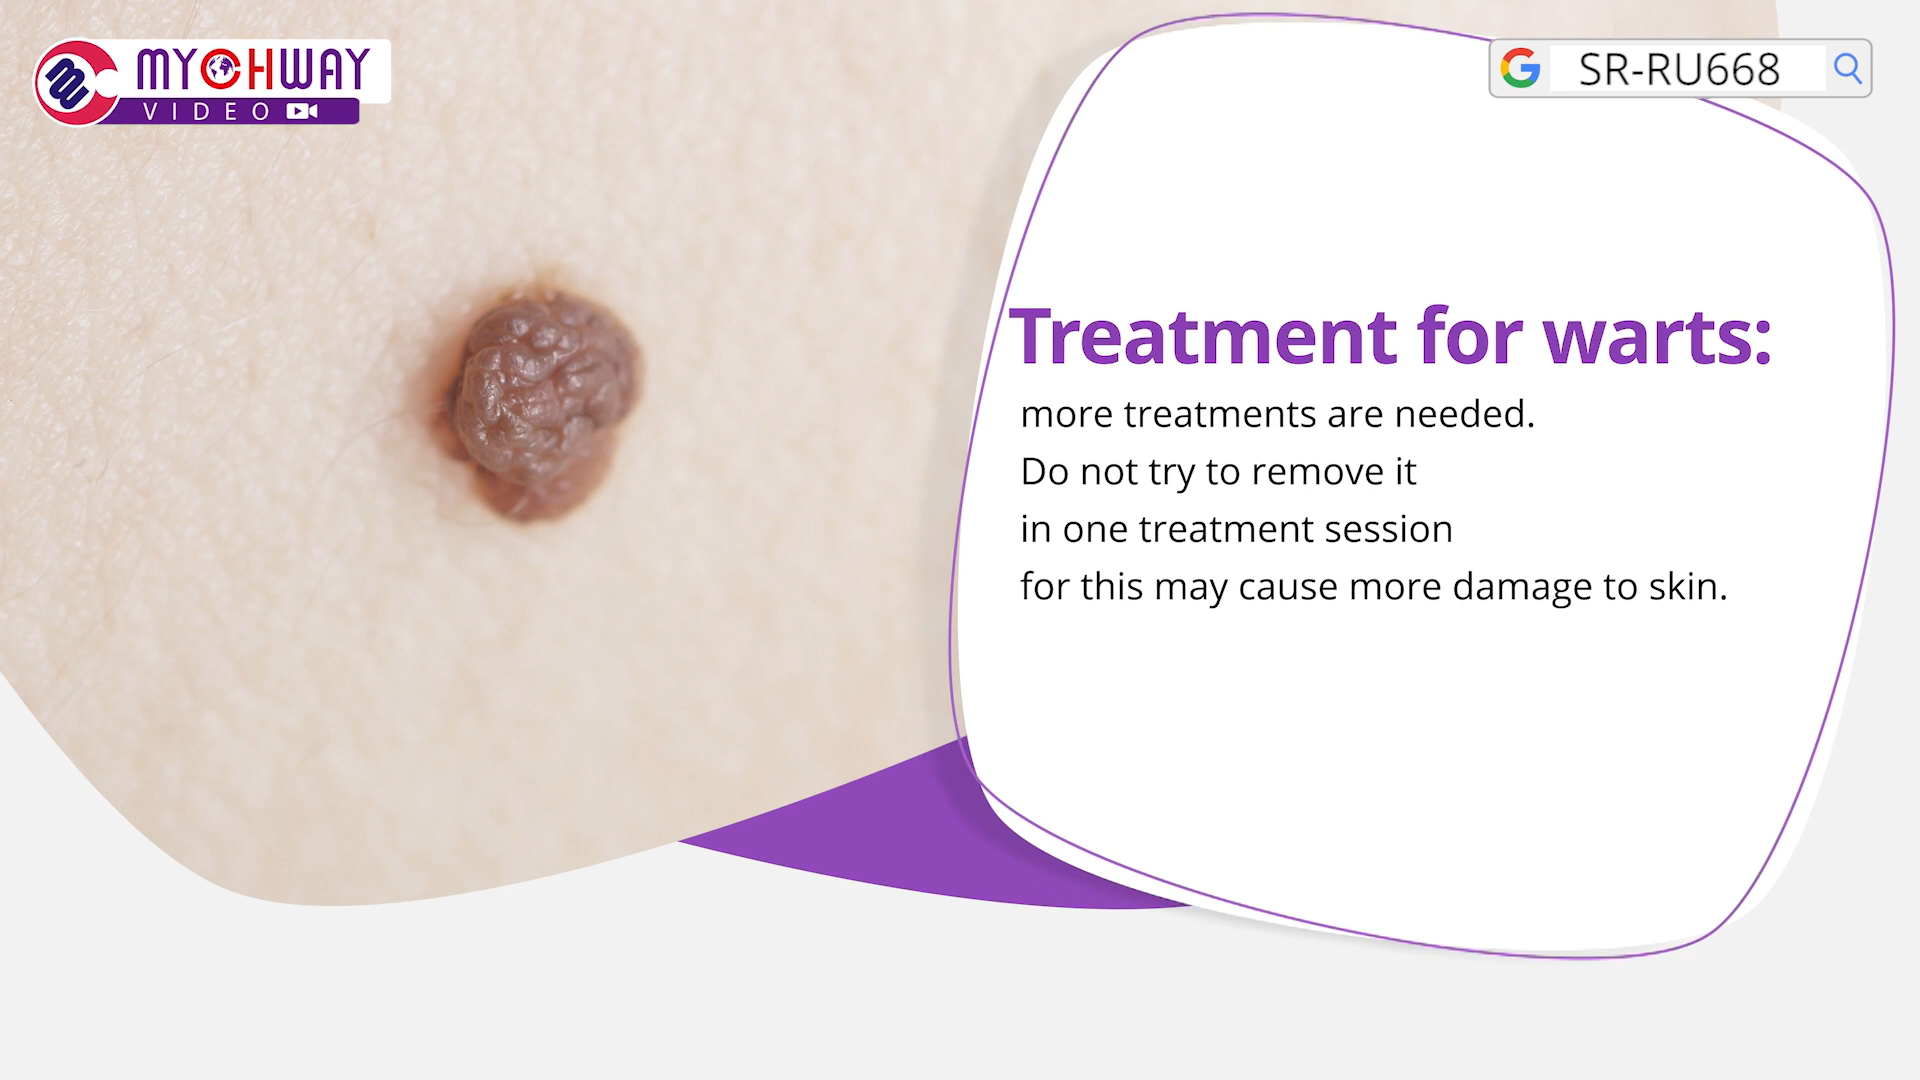 MYCHWAY
VIDEO
SR-RU668
Treatment for warts:
more treatments are needed.
Do not try to remove it
in one treatment session
for this may cause more damage to skin.